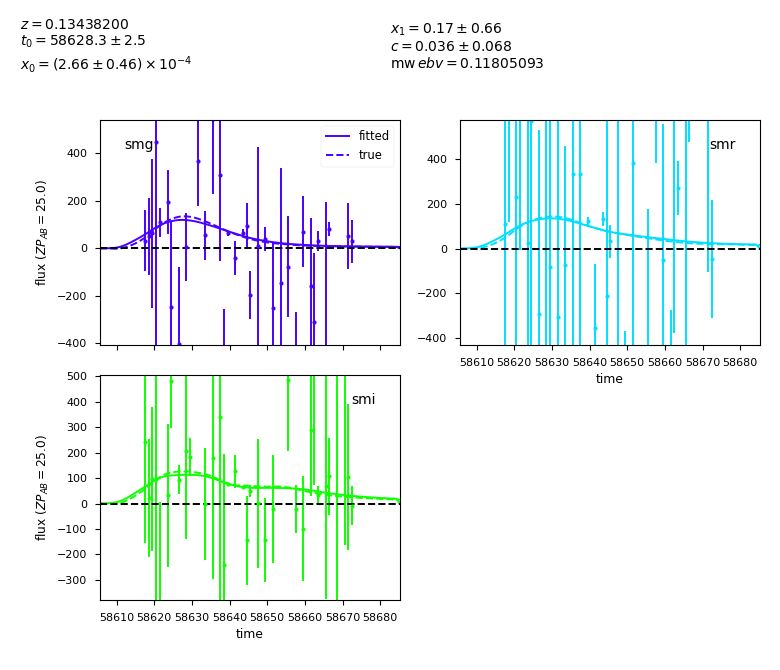 z = 0.13438200
t₀ = 58628.3 ± 2.5
x₀ = (2.66 ± 0.46) × 10⁻⁴
x₁ = 0.17 ± 0.66
c = 0.036 ± 0.068
mw ebv = 0.11805093
smg
fitted
true
flux (ZP_AB = 25.0)
400
200
0
−200
−400
smr
400
200
0
−200
−400
58610 58620 58630 58640 58650 58660 58670 58680
time
smi
flux (ZP_AB = 25.0)
500
400
300
200
100
0
−100
−200
−300
58610 58620 58630 58640 58650 58660 58670 58680
time